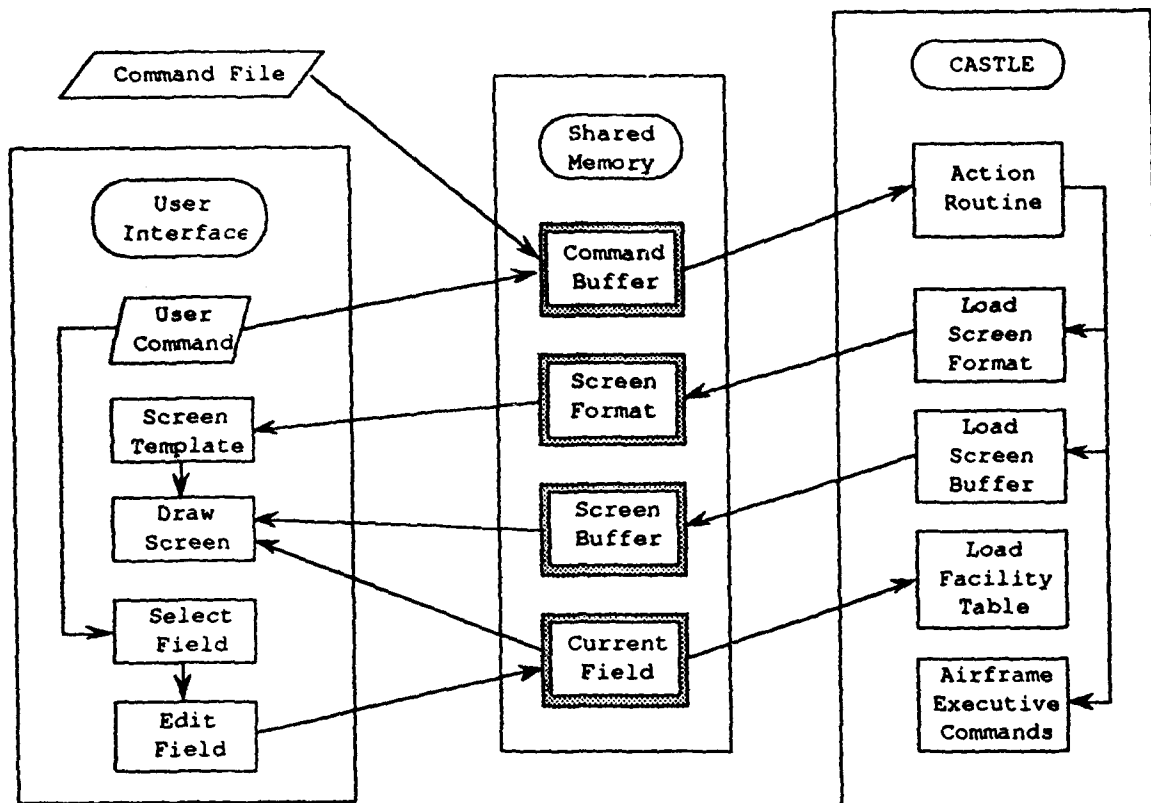 Command File
User
Interface
User
Command
Screen
Template
Draw
Screen
Select
Field
Edit
Field
Shared
Memory
Command
Buffer
Screen
Format
Screen
Buffer
Current
Field
CASTLE
Action
Routine
Load
Screen
Format
Load
Screen
Buffer
Load
Facility
Table
Airframe
Executive
Commands